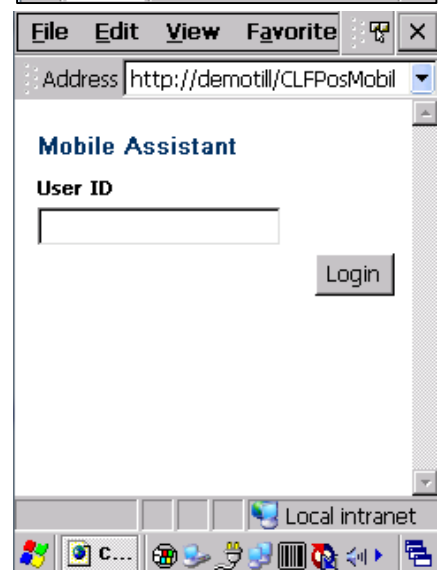 File Edit View Favorite
Address http://demotill/CLFPosMobil
Mobile Assistant
User ID
Login
Local intranet
C...